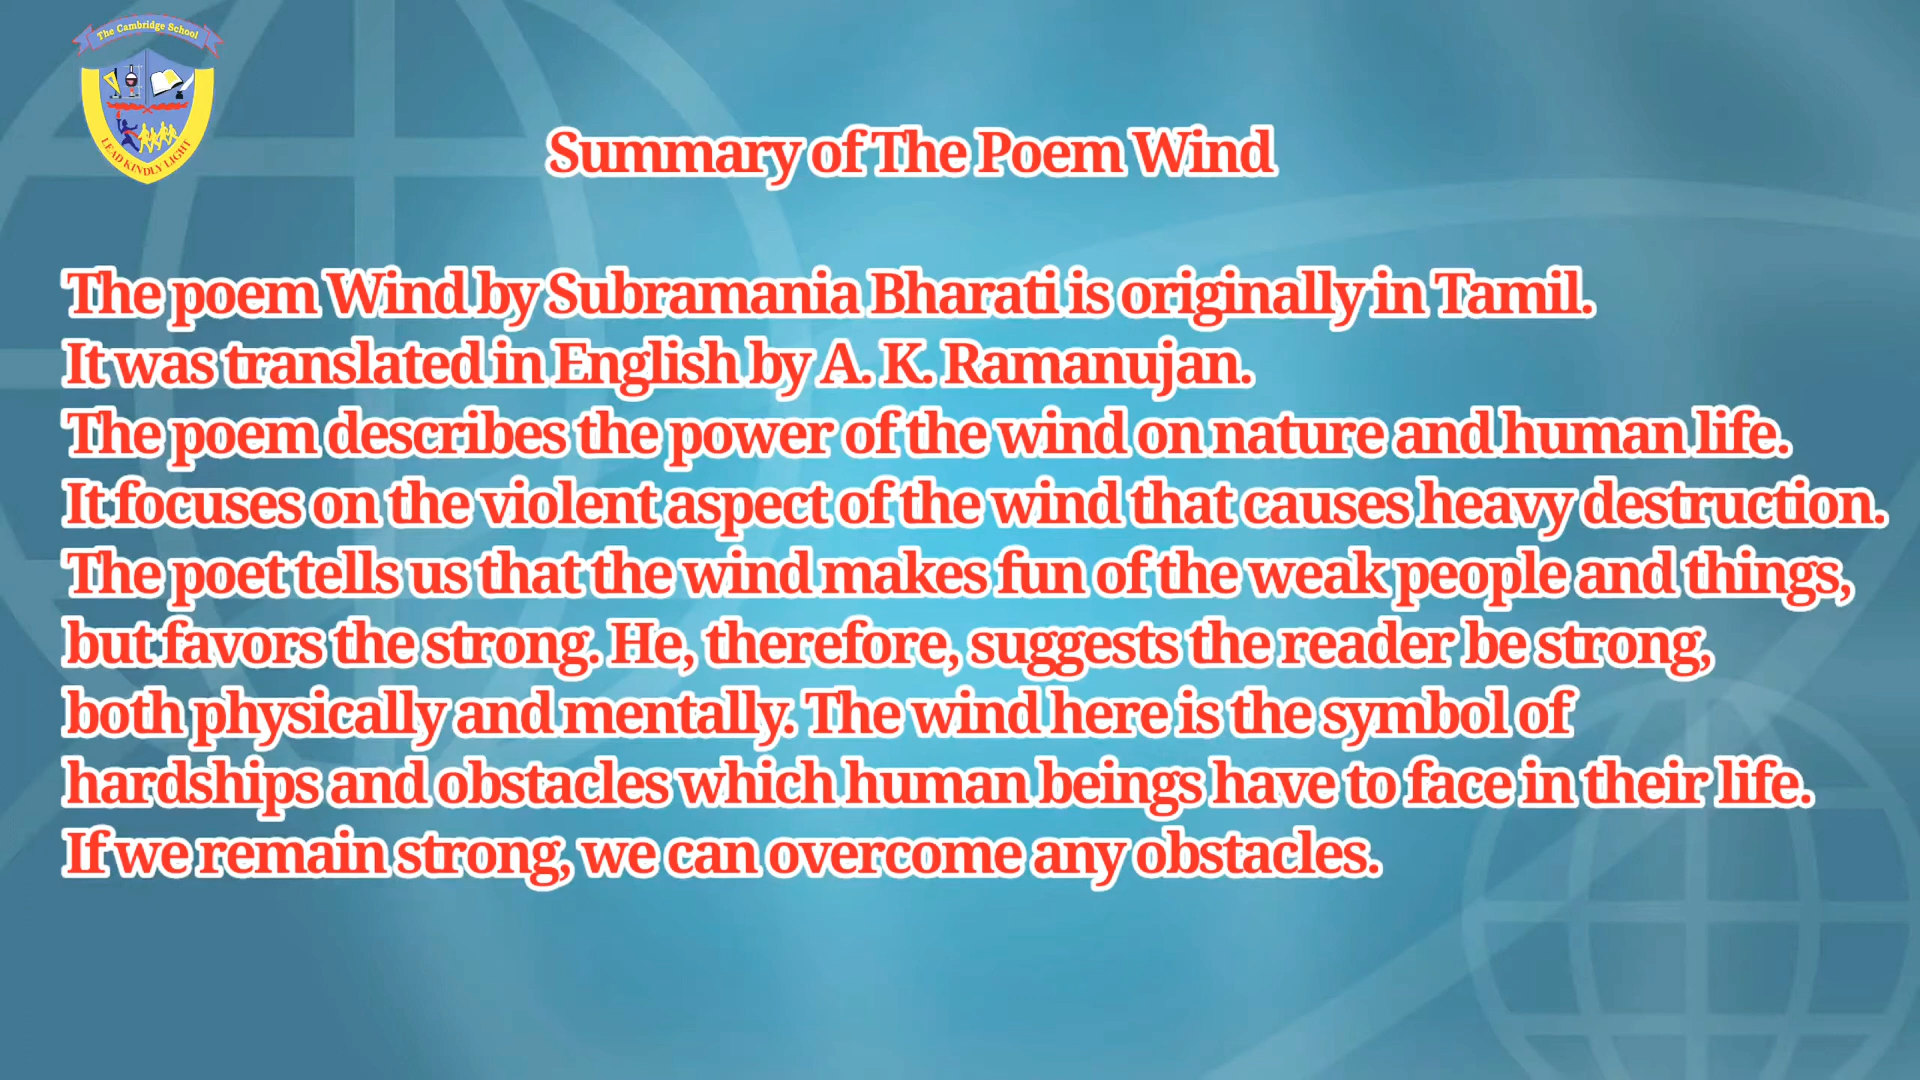 The Cambridge School
LEAD KINDLY LIGHT
Summary of The Poem Wind
The poem Wind by Subramania Bharati is originally in Tamil.
It was translated in English by A. K. Ramanujan.
The poem describes the power of the wind on nature and human life.
It focuses on the violent aspect of the wind that causes heavy destruction.
The poet tells us that the wind makes fun of the weak people and things,
but favors the strong. He, therefore, suggests the reader be strong,
both physically and mentally. The wind here is the symbol of
hardships and obstacles which human beings have to face in their life.
If we remain strong, we can overcome any obstacles.